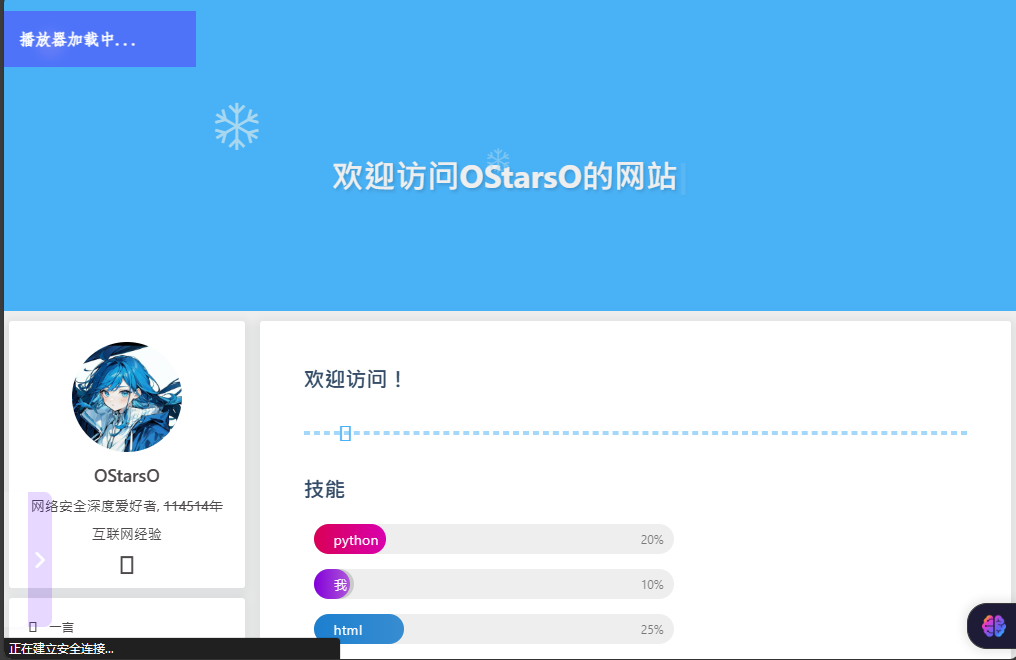 播放器加载中...
欢迎访问OStarsO的网站
OStarsO
网络安全深度爱好者, 114514年
互联网经验
一言
欢迎访问！
技能
python 20%
我 10%
html 25%
正在建立安全连接...